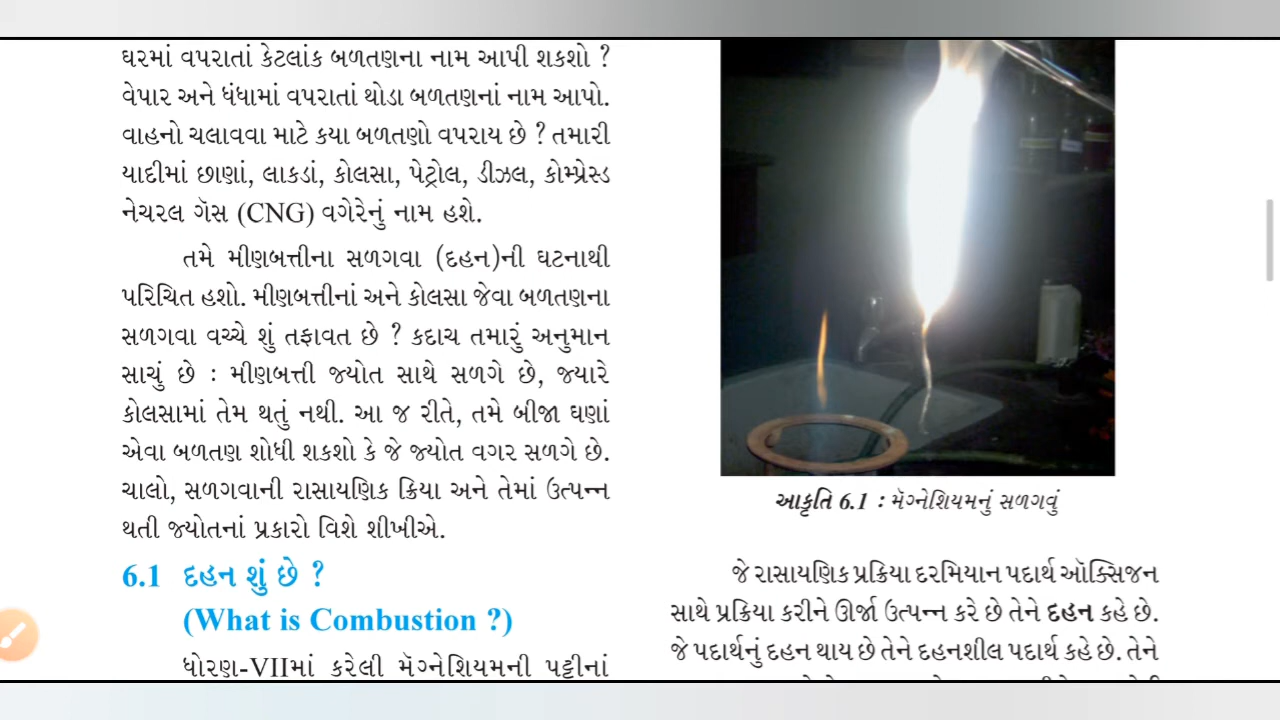 ઘરમાં વપરાતાં કેટલાંક બળતણના નામ આપી શકશો ?
વેપાર અને ધંધામાં વપરાતાં થોડા બળતણનાં નામ આપો.
વાહનો ચલાવવા માટે કયા બળતણો વપરાય છે ? તમારી
યાદીમાં છાણાં, લાકડાં, કોલસા, પેટ્રોલ, ડીઝલ, કોમ્પ્રેસ્ડ
નેચરલ ગૅસ (CNG) વગેરેનું નામ હશે.
તમે મીણબત્તીના સળગવા (દહન)ની ઘટનાથી
પરિચિત હશો. મીણબત્તીનાં અને કોલસા જેવા બળતણના
સળગવા વચ્ચે શું તફાવત છે ? કદાચ તમારું અનુમાન
સાચું છે : મીણબત્તી જ્યોત સાથે સળગે છે, જ્યારે
કોલસામાં તેમ થતું નથી. આ જ રીતે, તમે બીજા ઘણાં
એવા બળતણ શોધી શકશો કે જે જ્યોત વગર સળગે છે.
ચાલો, સળગવાની રાસાયણિક ક્રિયા અને તેમાં ઉત્પન્ન
થતી જ્યોતનાં પ્રકારો વિશે શીખીએ.
6.1 દહન શું છે ?
(What is Combustion ?)
ધોરણ-VIIમાં કરેલી મૅગ્નેશિયમની પટ્ટીનાં
આકૃતિ 6.1 : મૅગ્નેશિયમનું સળગવું
જે રાસાયણિક પ્રક્રિયા દરમિયાન પદાર્થ ઑક્સિજન
સાથે પ્રક્રિયા કરીને ઊર્જા ઉત્પન્ન કરે છે તેને દહન કહે છે.
જે પદાર્થનું દહન થાય છે તેને દહનશીલ પદાર્થ કહે છે. તેને